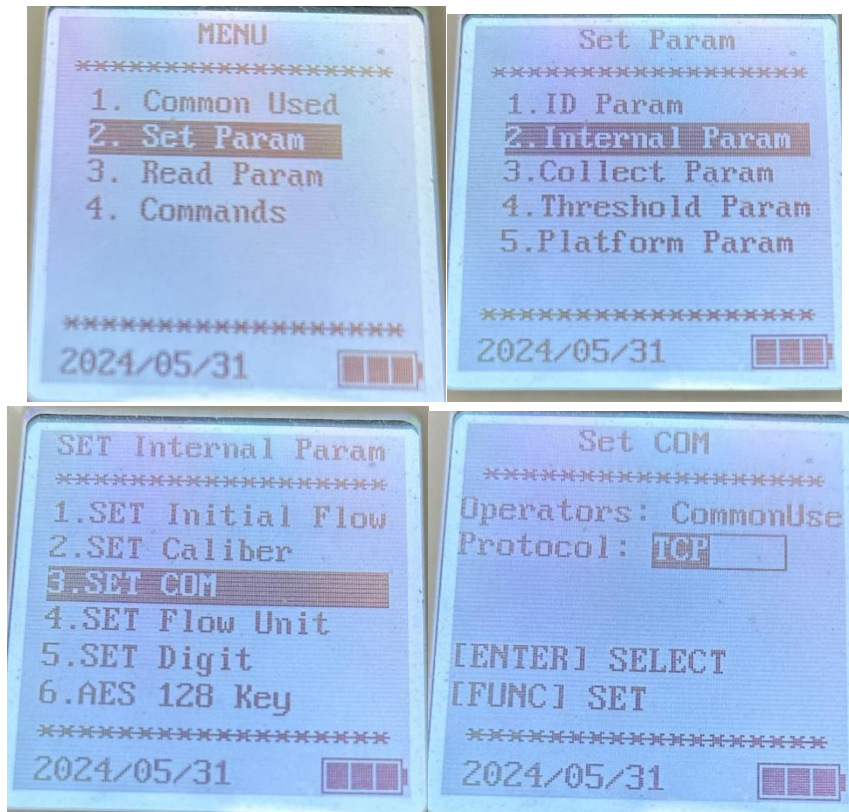 MENU
******************
1. Common Used
2. Set Param
3. Read Param
4. Commands
*******************
2024/05/31
Set Param
******************
1.ID Param
2.Internal Param
3.Collect Param
4.Threshold Param
5.Platform Param
*******************
2024/05/31
SET Internal Param
*******************
1.SET Initial Flow
2.SET Caliber
3.SET COM
4.SET Flow Unit
5.SET Digit
6.AES 128 Key
*******************
2024/05/31
Set COM
*******************
Operators: CommonUse
Protocol: TCP
[ENTER] SELECT
[FUNC] SET
*******************
2024/05/31